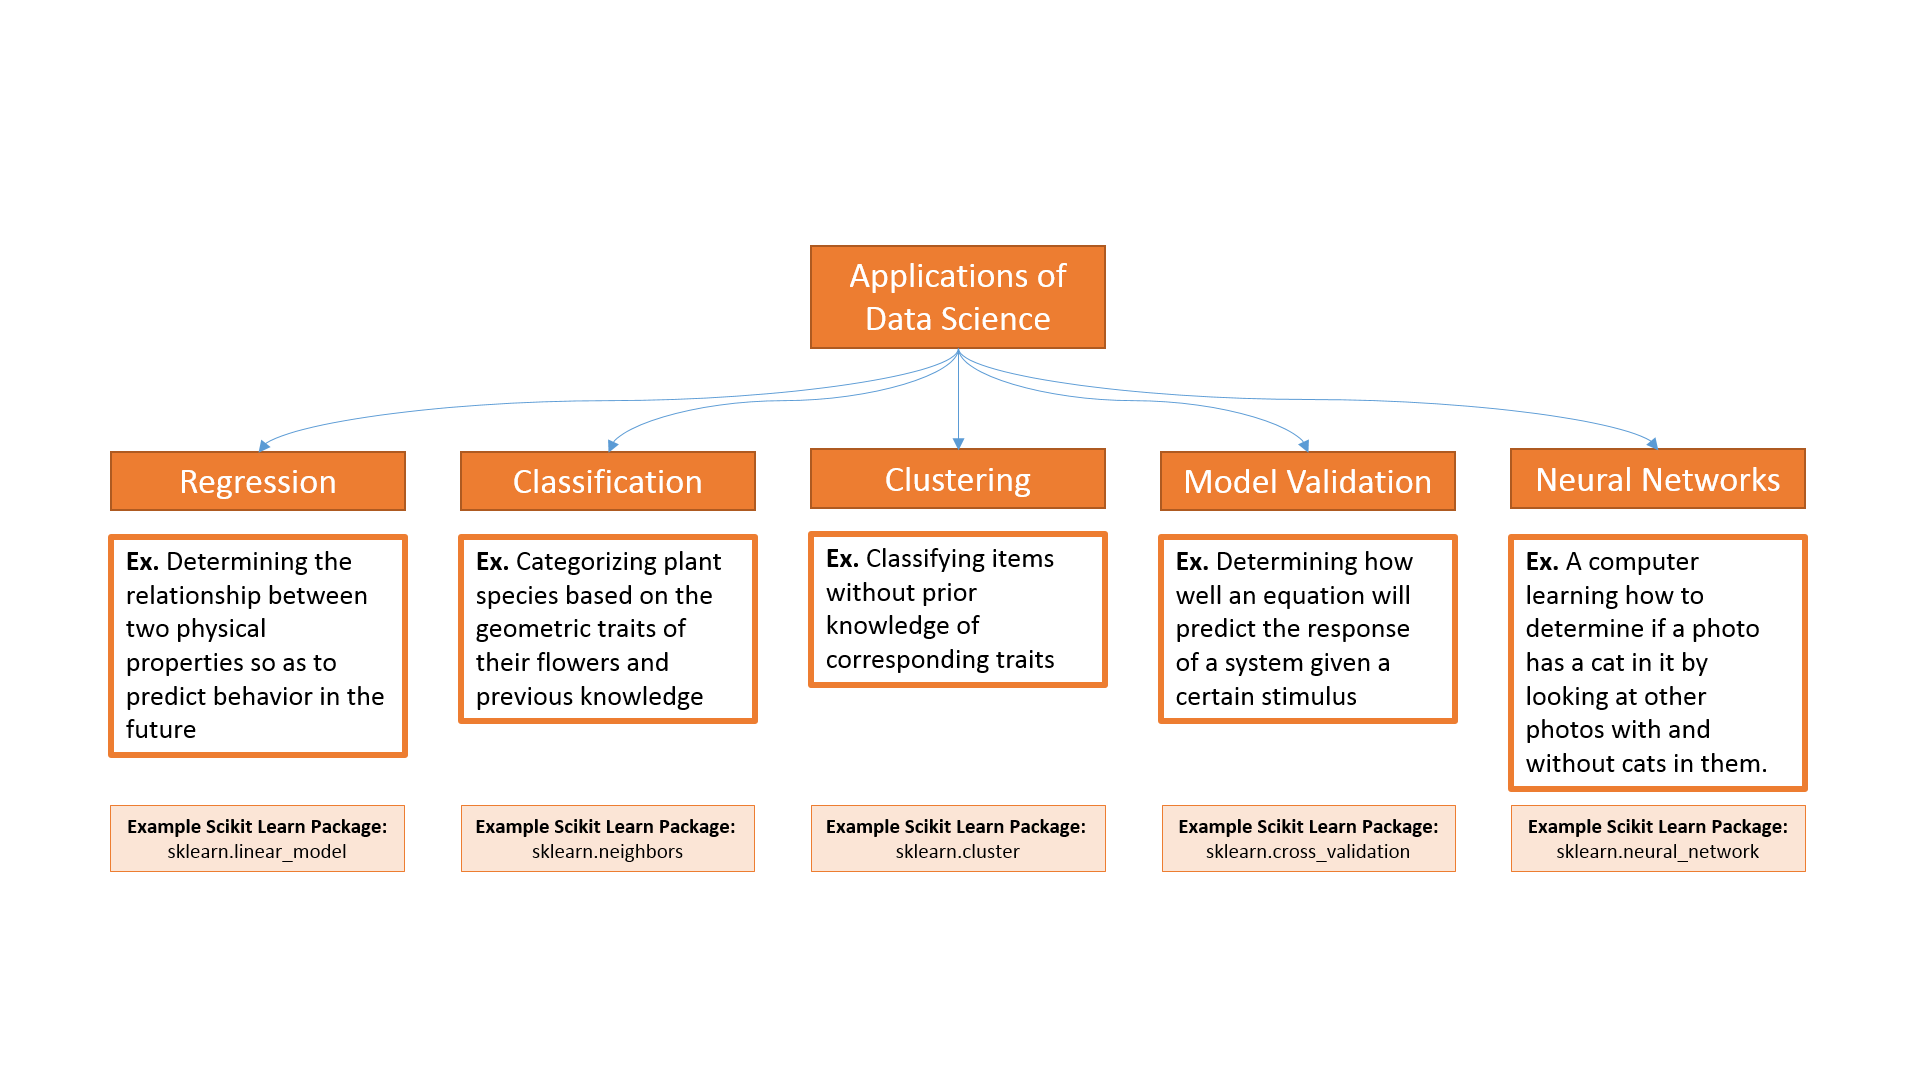 Applications of
Data Science
Regression
Classification
Clustering
Model Validation
Neural Networks
Ex. Determining the
relationship between
two physical
properties so as to
predict behavior in the
future
Ex. Categorizing plant
species based on the
geometric traits of
their flowers and
previous knowledge
Ex. Classifying items
without prior
knowledge of
corresponding traits
Ex. Determining how
well an equation will
predict the response
of a system given a
certain stimulus
Ex. A computer
learning how to
determine if a photo
has a cat in it by
looking at other
photos with and
without cats in them.
Example Scikit Learn Package:
sklearn.linear_model
Example Scikit Learn Package:
sklearn.neighbors
Example Scikit Learn Package:
sklearn.cluster
Example Scikit Learn Package:
sklearn.cross_validation
Example Scikit Learn Package:
sklearn.neural_network